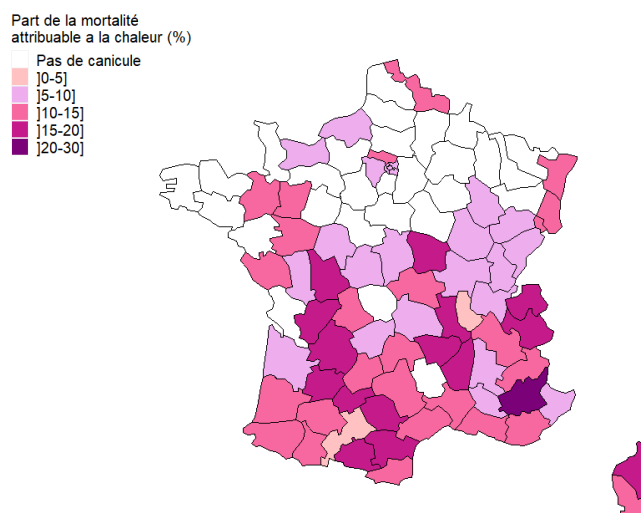 Part de la mortalité
attribuable a la chaleur (%)
Pas de canicule
]0-5]
]5-10]
]10-15]
]15-20]
]20-30]